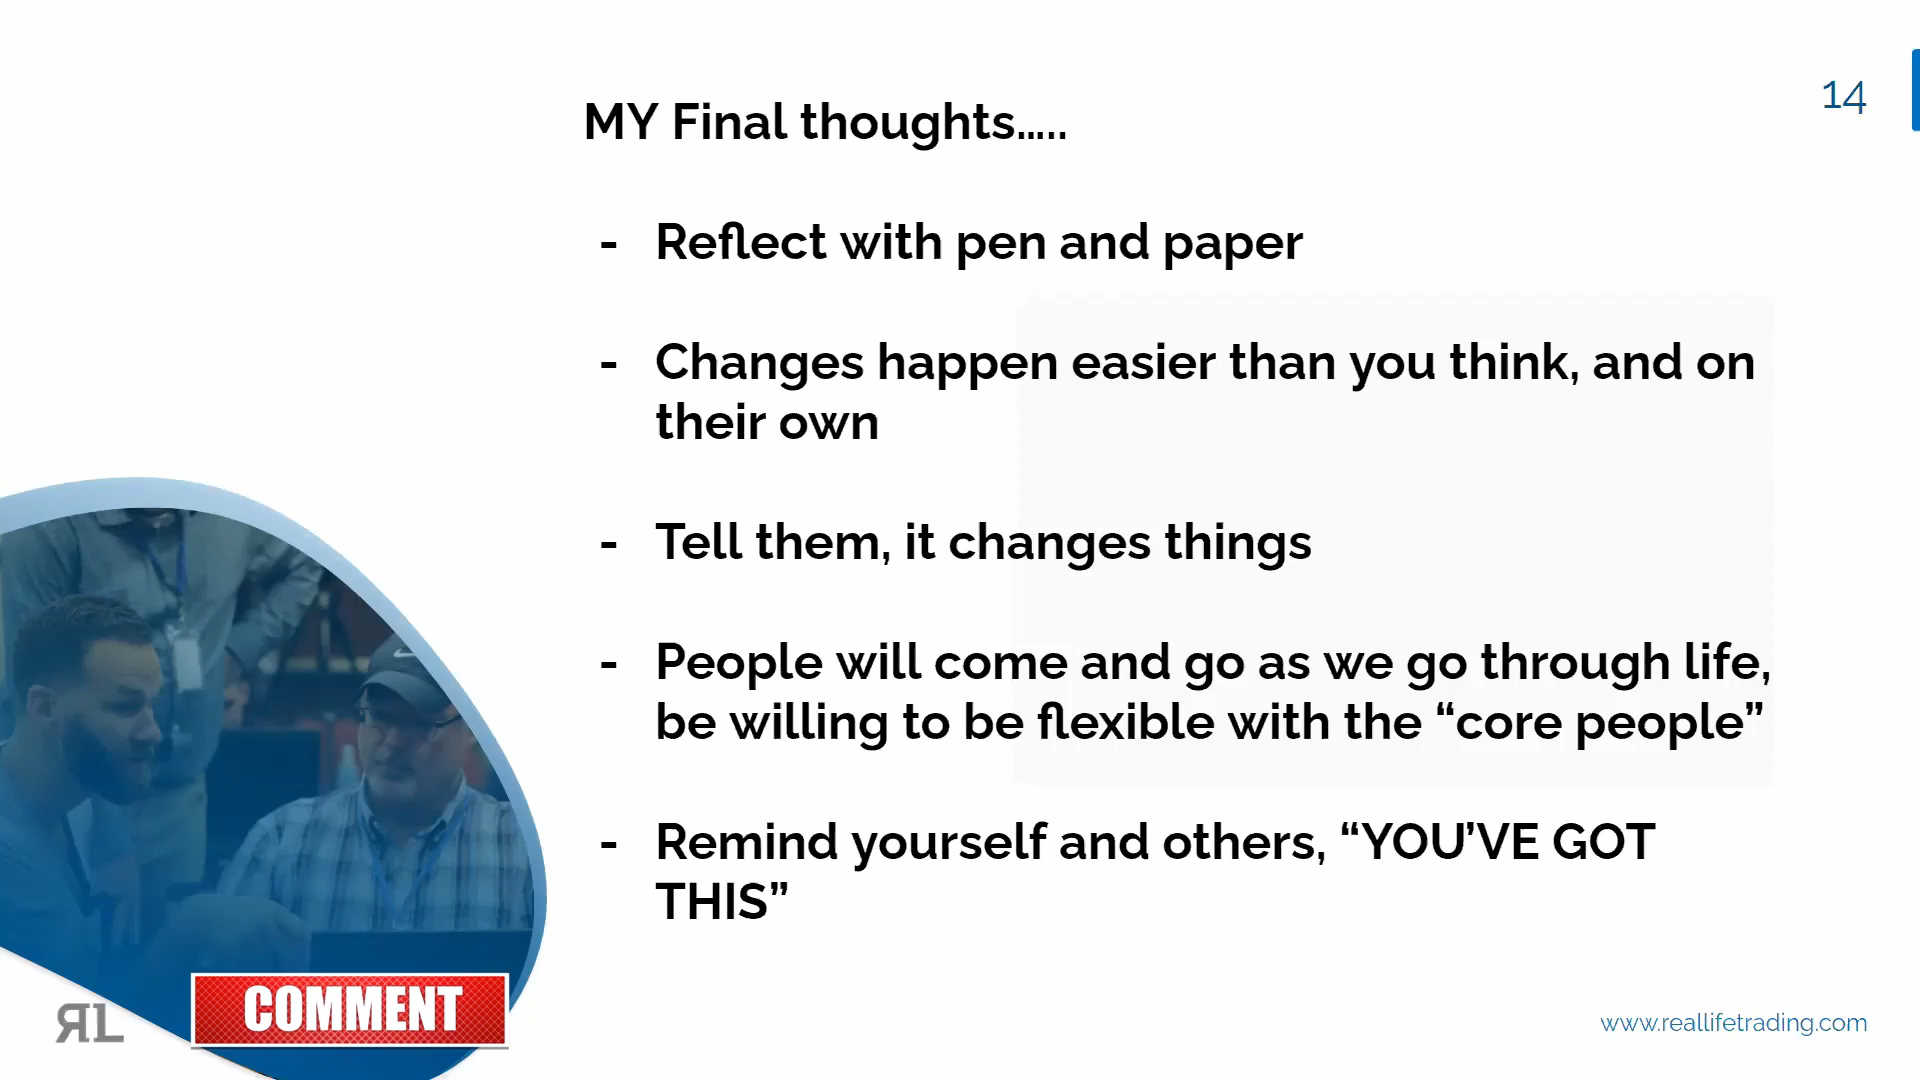 14
MY Final thoughts.....
- Reflect with pen and paper
- Changes happen easier than you think, and on
their own
- Tell them, it changes things
- People will come and go as we go through life,
be willing to be flexible with the “core people”
- Remind yourself and others, “YOU’VE GOT
THIS”
RL
COMMENT
www.reallifetrading.com